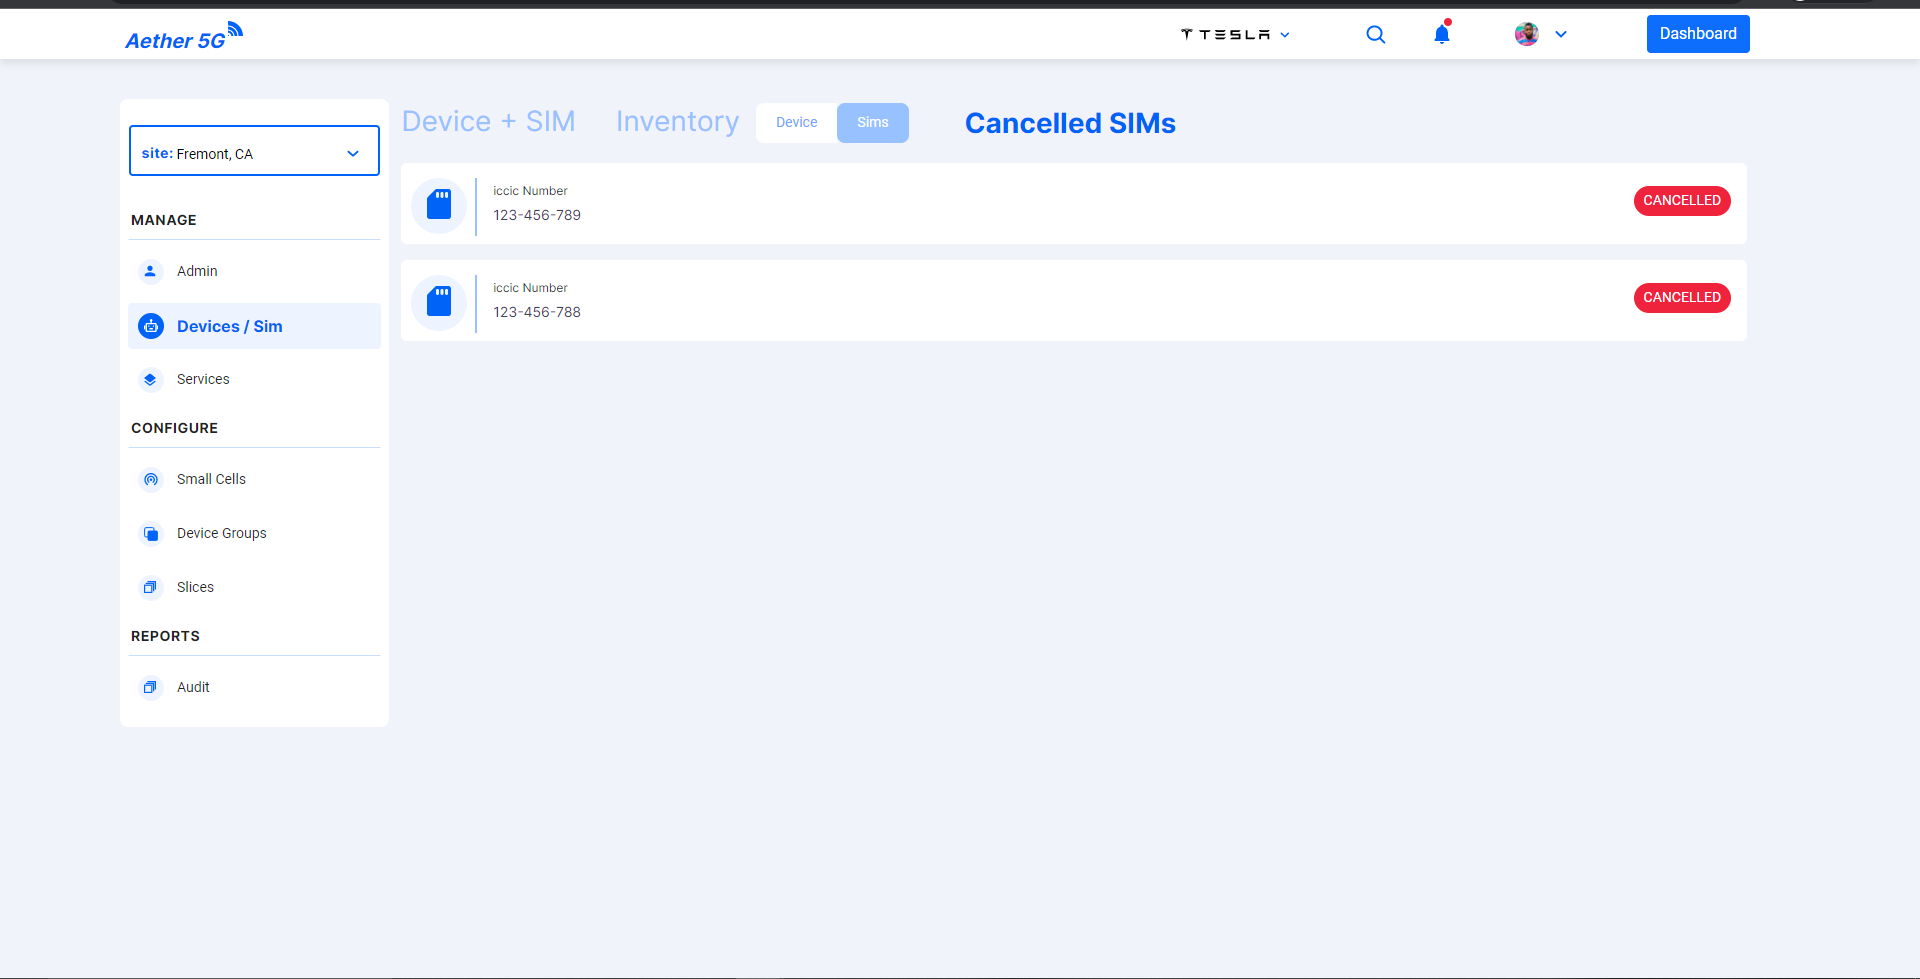 Aether 5G
TESLA
Dashboard
site: Fremont, CA
MANAGE
Admin
Devices / Sim
Services
CONFIGURE
Small Cells
Device Groups
Slices
REPORTS
Audit
Device + SIM
Inventory
Device
Sims
Cancelled SIMs
iccic Number
123-456-789
CANCELLED
iccic Number
123-456-788
CANCELLED